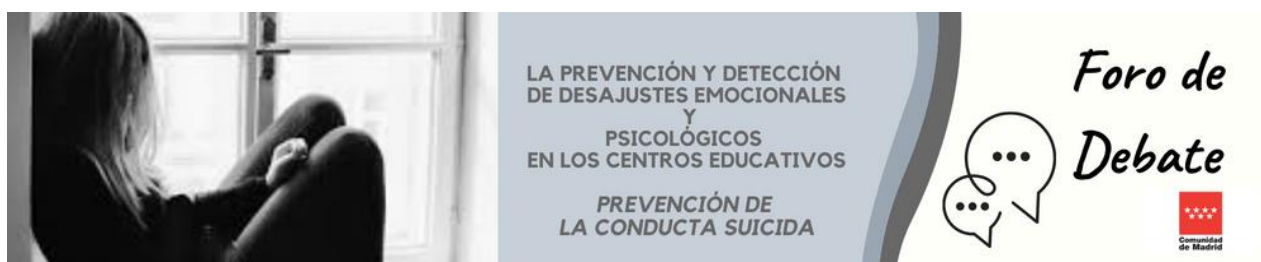 LA PREVENCIÓN Y DETECCIÓN
DE DESAJUSTES EMOCIONALES
Y
PSICOLÓGICOS
EN LOS CENTROS EDUCATIVOS
PREVENCIÓN DE
LA CONDUCTA SUICIDA
Foro de
Debate
Comunidad
de Madrid